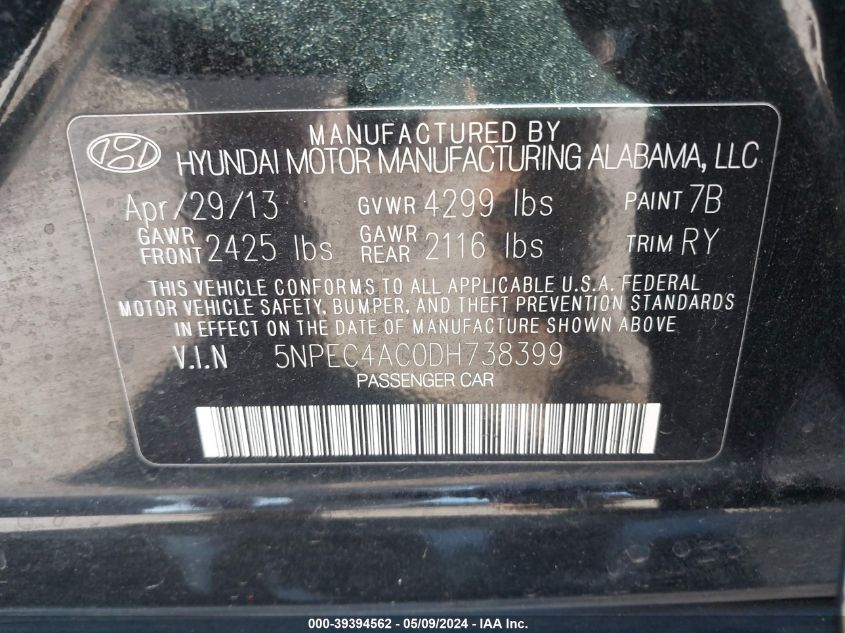 MANUFACTURED BY
HYUNDAI MOTOR MANUFACTURING ALABAMA, LLC
Apr/29/13 GVWR 4299 lbs PAINT 7B
GAWR FRONT 2425 lbs GAWR REAR 2116 lbs TRIM RY
THIS VEHICLE CONFORMS TO ALL APPLICABLE U.S.A. FEDERAL
MOTOR VEHICLE SAFETY, BUMPER, AND THEFT PREVENTION STANDARDS
IN EFFECT ON THE DATE OF MANUFACTURE SHOWN ABOVE.
V.I.N 5NPEC4AC0DH738399
PASSENGER CAR
000-39394562 - 05/09/2024 - IAA Inc.